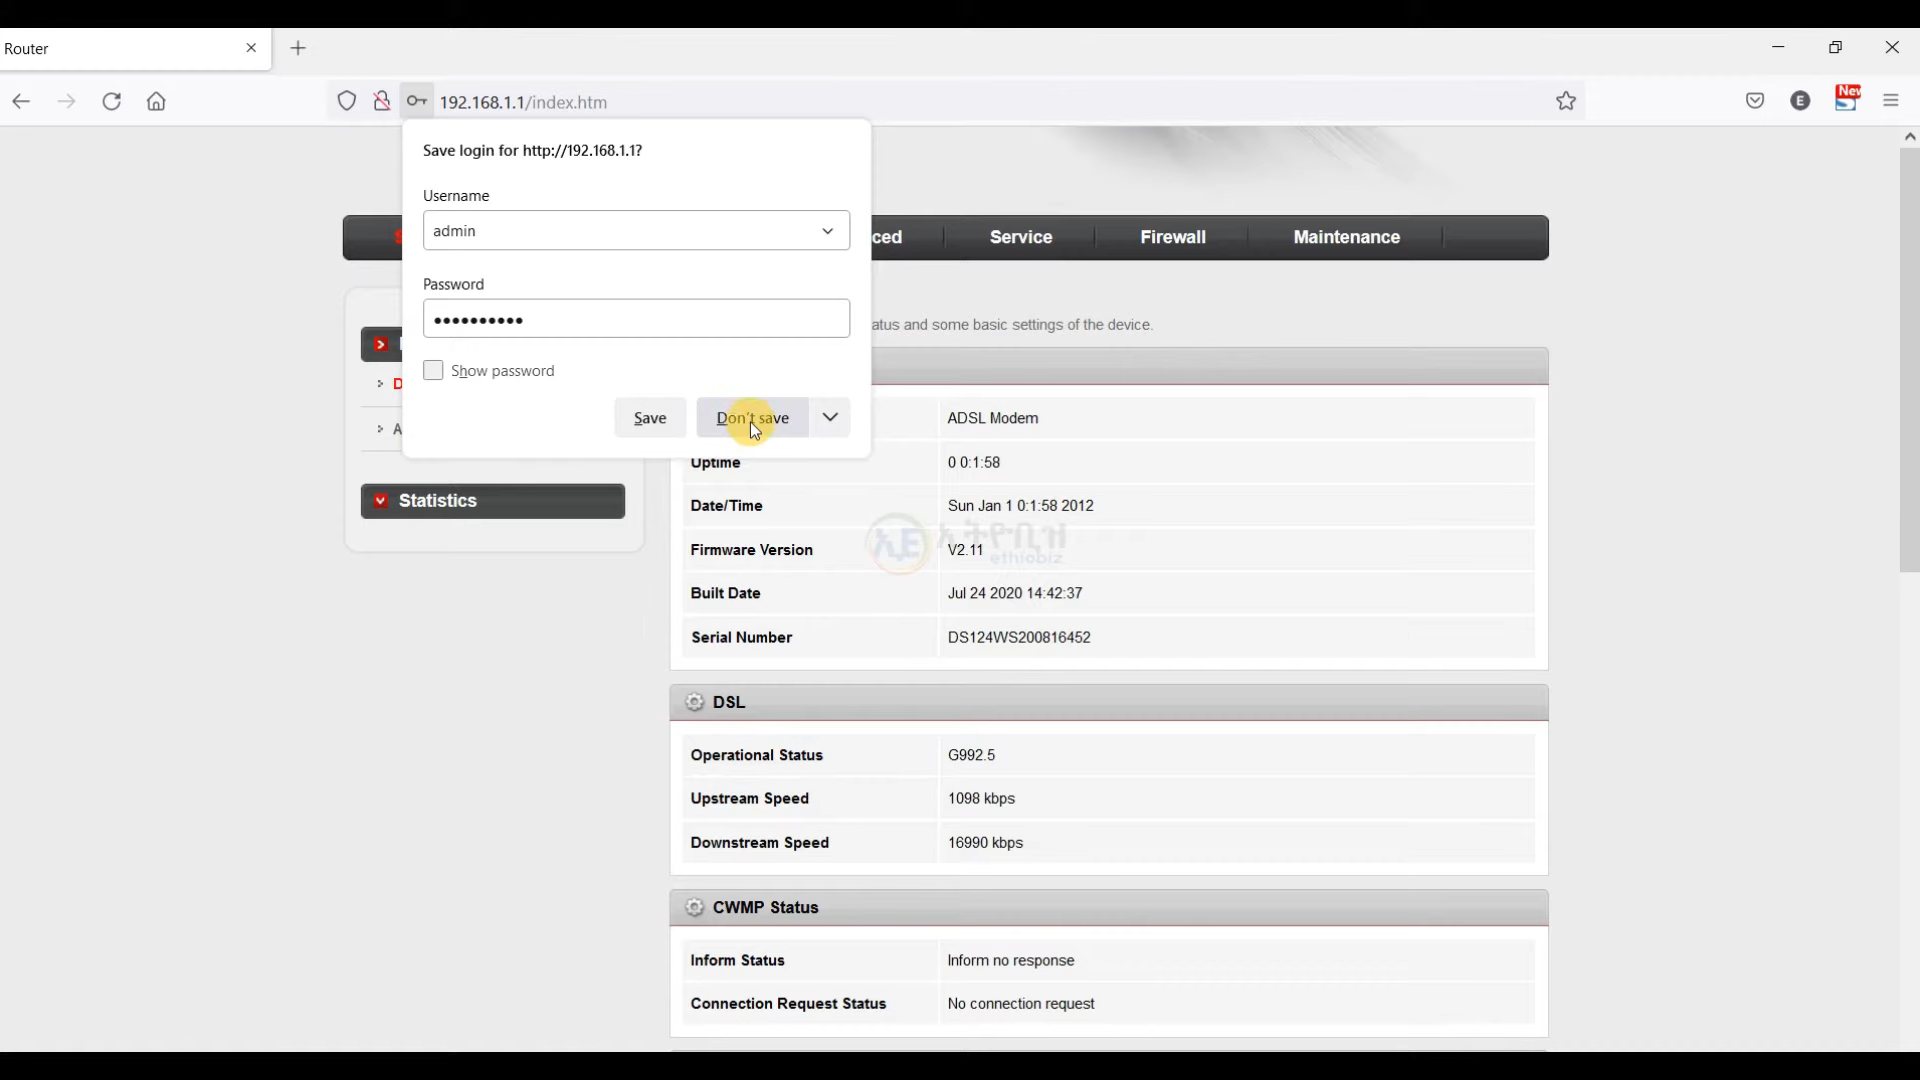 Router
192.168.1.1/index.htm
New
E
Save login for http://192.168.1.1?
Username
admin
Password
••••••••••
Show password
Save
Don't save
ced
Service
Firewall
Maintenance
atus and some basic settings of the device.
D
A
Statistics
ADSL Modem
Uptime 0 0:1:58
Date/Time Sun Jan 1 0:1:58 2012
Firmware Version V2.11
Built Date Jul 24 2020 14:42:37
Serial Number DS124WS200816452
አE ኢትዮቢዝ
ethiobiz
DSL
Operational Status G992.5
Upstream Speed 1098 kbps
Downstream Speed 16990 kbps
CWMP Status
Inform Status Inform no response
Connection Request Status No connection request